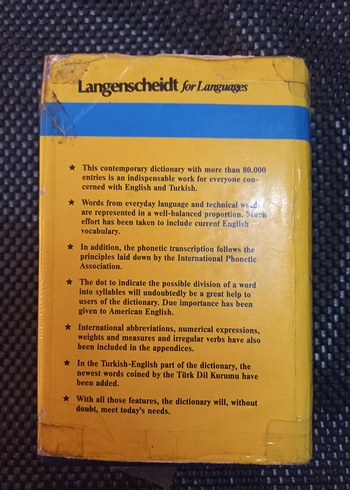 Langenscheidt for Languages
★ This contemporary dictionary with more than 80,000
entries is an indispensable work for everyone con-
cerned with English and Turkish.
★ Words from everyday language and technical words
are represented in a well-balanced proportion. Much
effort has been taken to include current English
vocabulary.
★ In addition, the phonetic transcription follows the
principles laid down by the International Phonetic
Association.
★ The dot to indicate the possible division of a word
into syllables will undoubtedly be a great help to
users of the dictionary. Due importance has been
given to American English.
★ International abbreviations, numerical expressions,
weights and measures and irregular verbs have also
been included in the appendices.
★ In the Turkish-English part of the dictionary, the
newest words coined by the Türk Dil Kurumu have
been added.
★ With all those features, the dictionary will, without
doubt, meet today's needs.